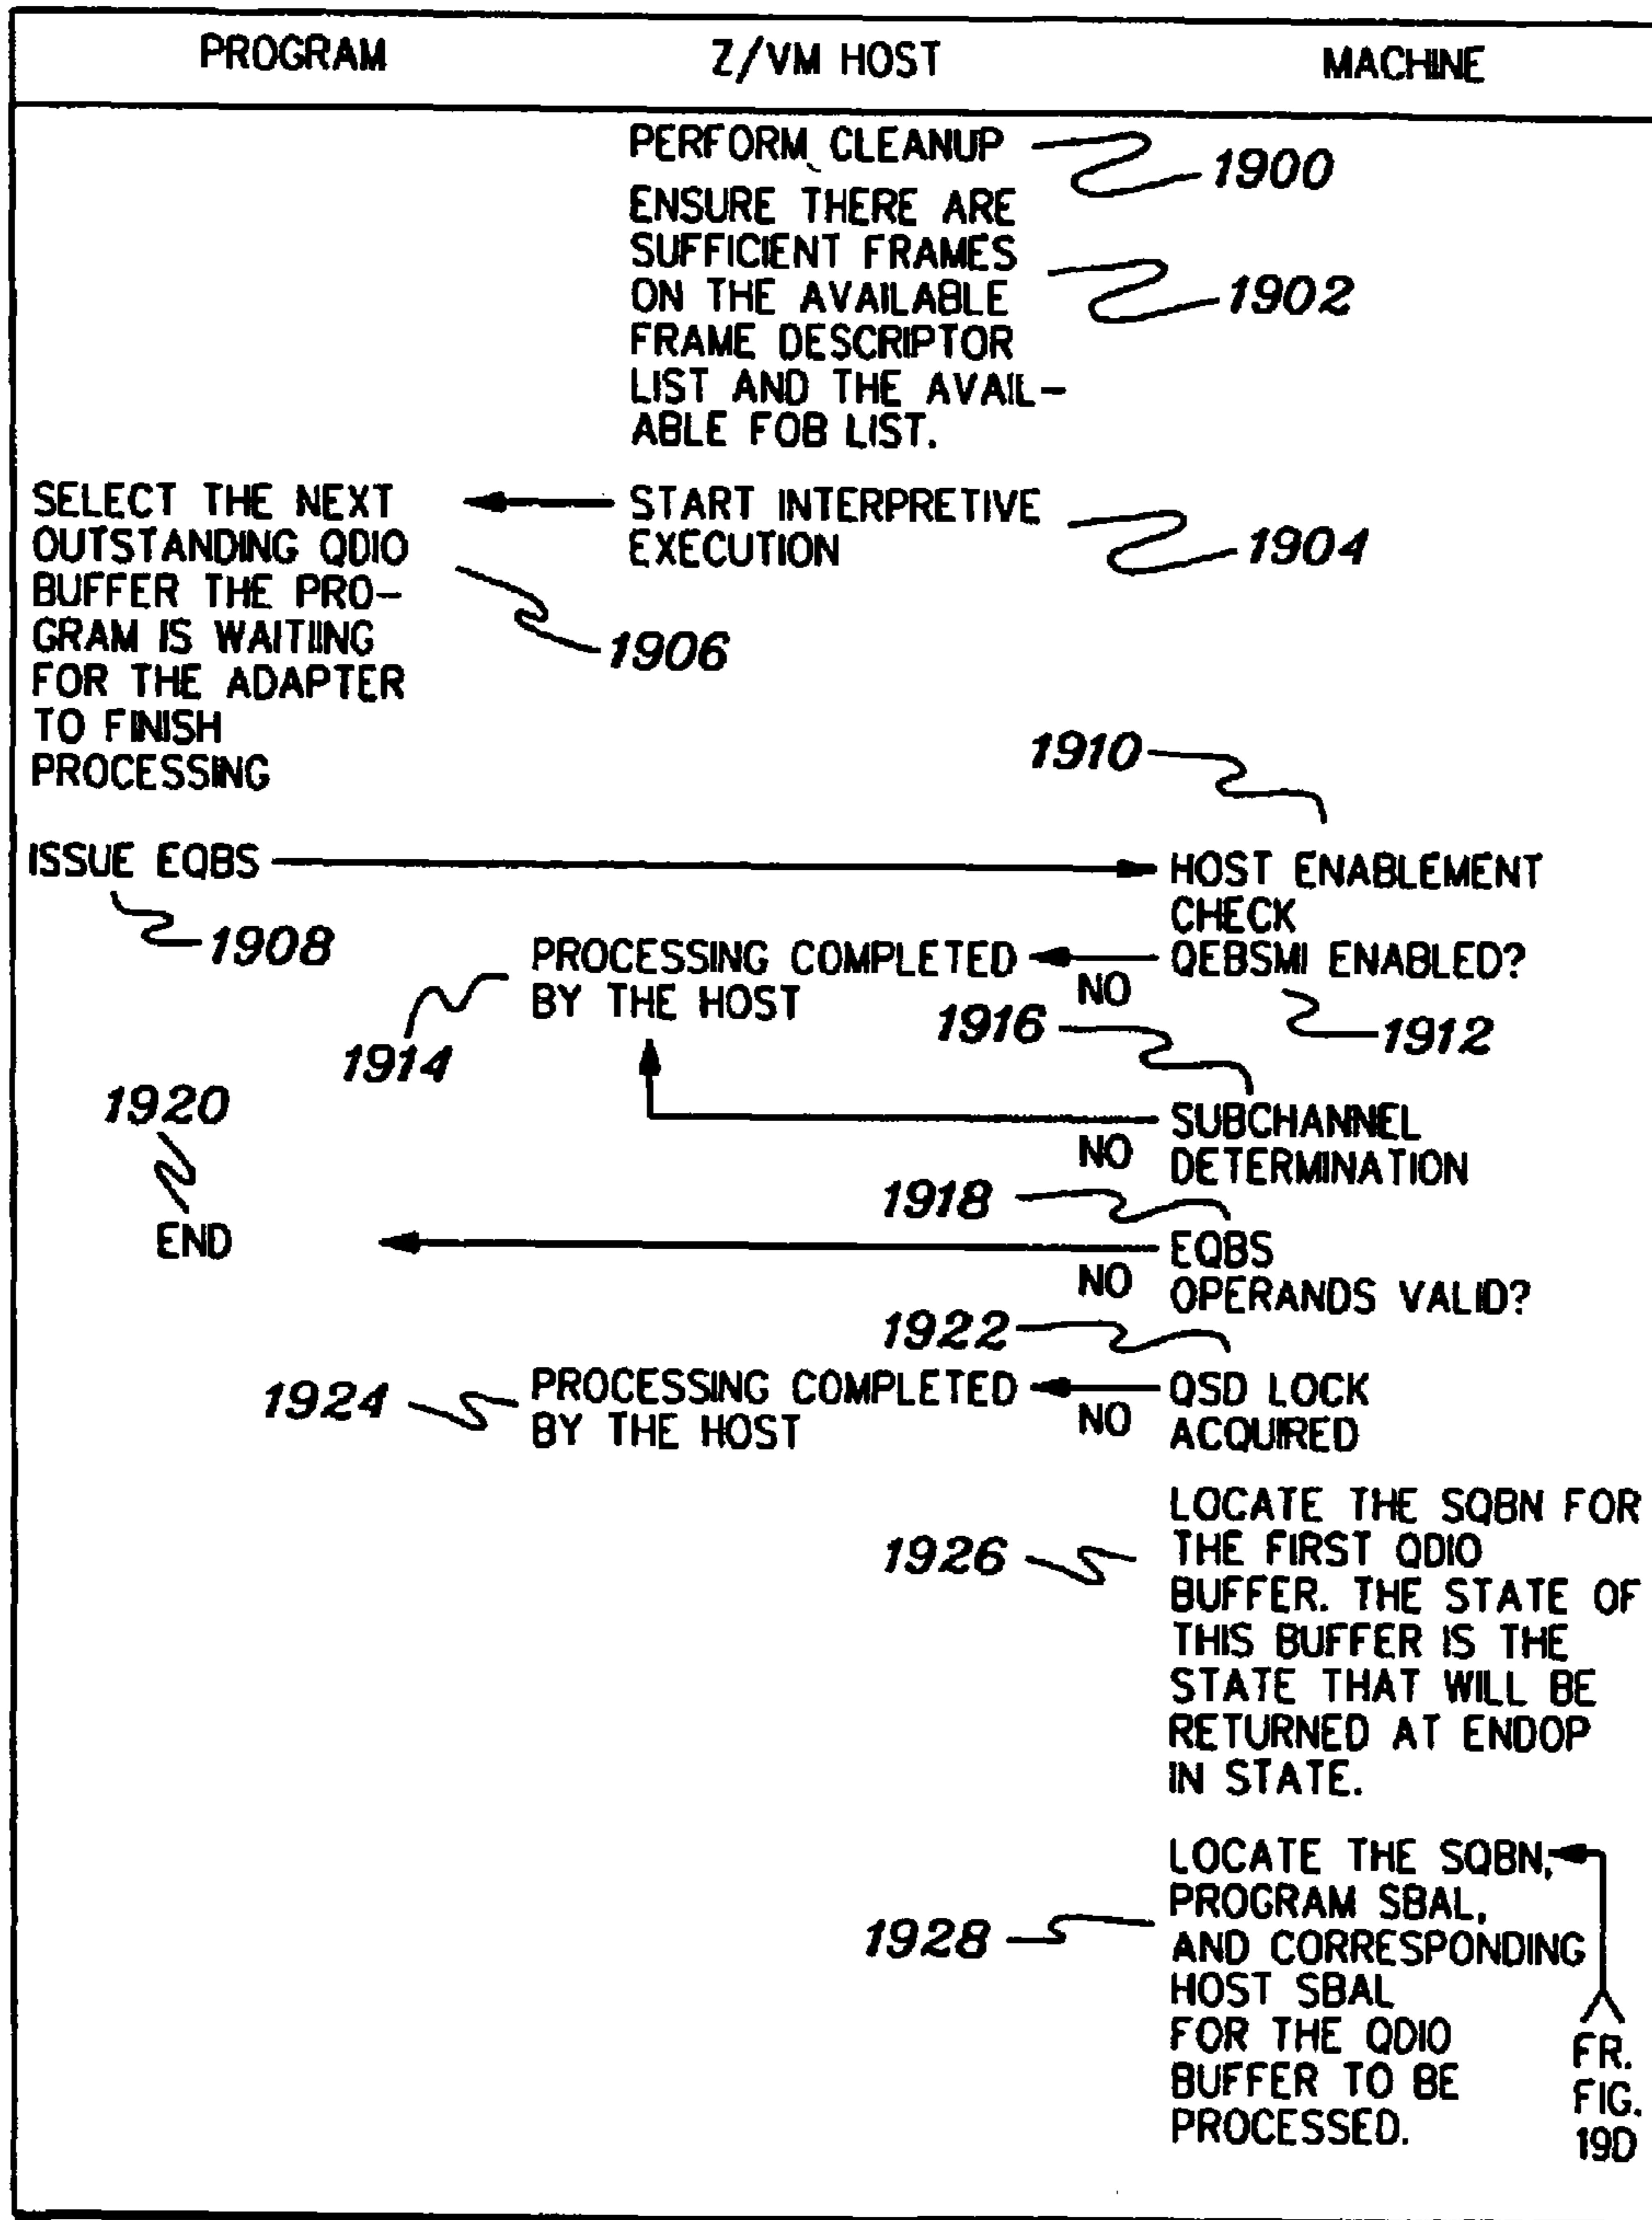 PROGRAM
Z/VM HOST
MACHINE
PERFORM CLEANUP
1900
ENSURE THERE ARE
SUFFICIENT FRAMES
ON THE AVAILABLE
FRAME DESCRIPTOR
LIST AND THE AVAIL-
ABLE FOB LIST.
1902
START INTERPRETIVE
EXECUTION
1904
SELECT THE NEXT
OUTSTANDING QDIO
BUFFER THE PRO-
GRAM IS WAITIING
FOR THE ADAPTER
TO FINISH
PROCESSING
1906
1910
ISSUE EQBS
1908
HOST ENABLEMENT
CHECK
QEBSMI ENABLED?
1912
NO
PROCESSING COMPLETED
BY THE HOST
1914
1916
SUBCHANNEL
DETERMINATION
NO
1918
EQBS
OPERANDS VALID?
NO
1920
END
1922
QSD LOCK
ACQUIRED
NO
PROCESSING COMPLETED
BY THE HOST
1924
LOCATE THE SQBN FOR
THE FIRST QDIO
BUFFER. THE STATE OF
THIS BUFFER IS THE
STATE THAT WILL BE
RETURNED AT ENDOP
IN STATE.
1926
LOCATE THE SQBN,
PROGRAM SBAL,
AND CORRESPONDING
HOST SBAL
FOR THE QDIO
BUFFER TO BE
PROCESSED.
1928
FR.
FIG.
19D